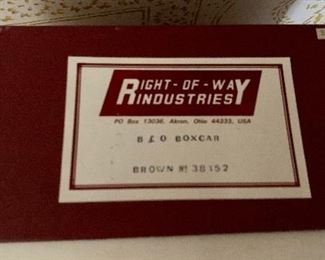 RIGHT-OF-WAY
INDUSTRIES
PO Box 13036, Akron, Ohio 44333, USA
B & O BOXCAR
BROWN Nº 38152